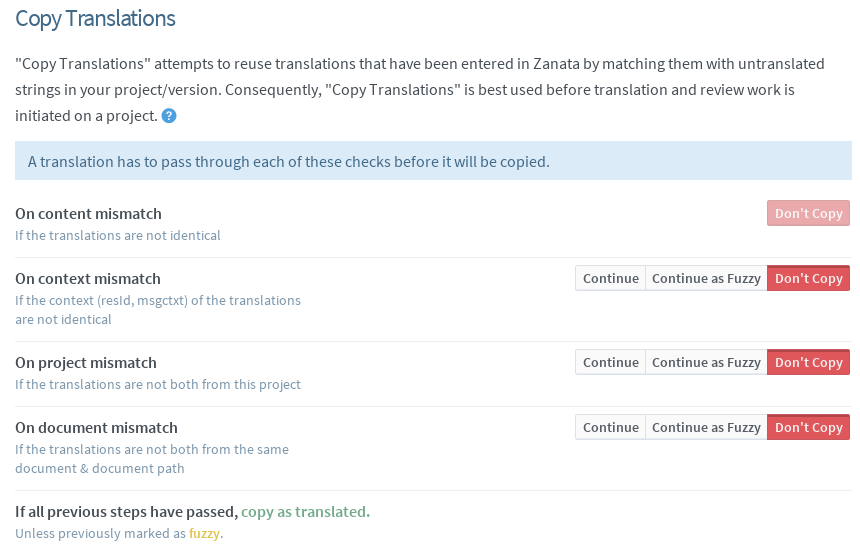 Copy Translations
"Copy Translations" attempts to reuse translations that have been entered in Zanata by matching them with untranslated
strings in your project/version. Consequently, "Copy Translations" is best used before translation and review work is
initiated on a project. ?
A translation has to pass through each of these checks before it will be copied.
On content mismatch
Don't Copy
If the translations are not identical
On context mismatch
Continue Continue as Fuzzy Don't Copy
If the context (resId, msgctxt) of the translations
are not identical
On project mismatch
Continue Continue as Fuzzy Don't Copy
If the translations are not both from this project
On document mismatch
Continue Continue as Fuzzy Don't Copy
If the translations are not both from the same
document & document path
If all previous steps have passed, copy as translated.
Unless previously marked as fuzzy.